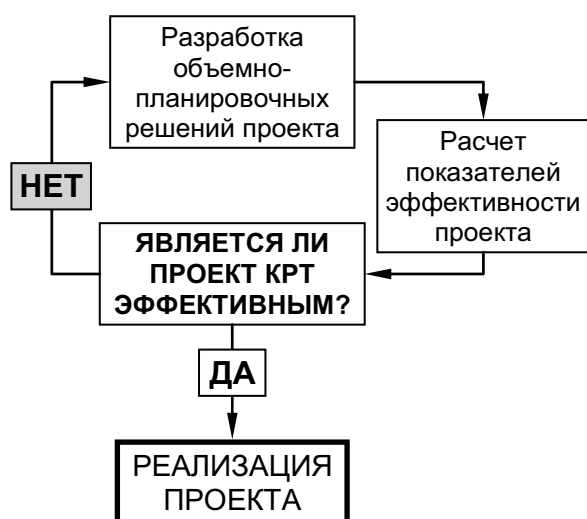 Разработка
объемно-
планировочных
решений проекта
Расчет
показателей
эффективности
проекта
НЕТ
ЯВЛЯЕТСЯ ЛИ
ПРОЕКТ КРТ
ЭФФЕКТИВНЫМ?
ДА
РЕАЛИЗАЦИЯ
ПРОЕКТА